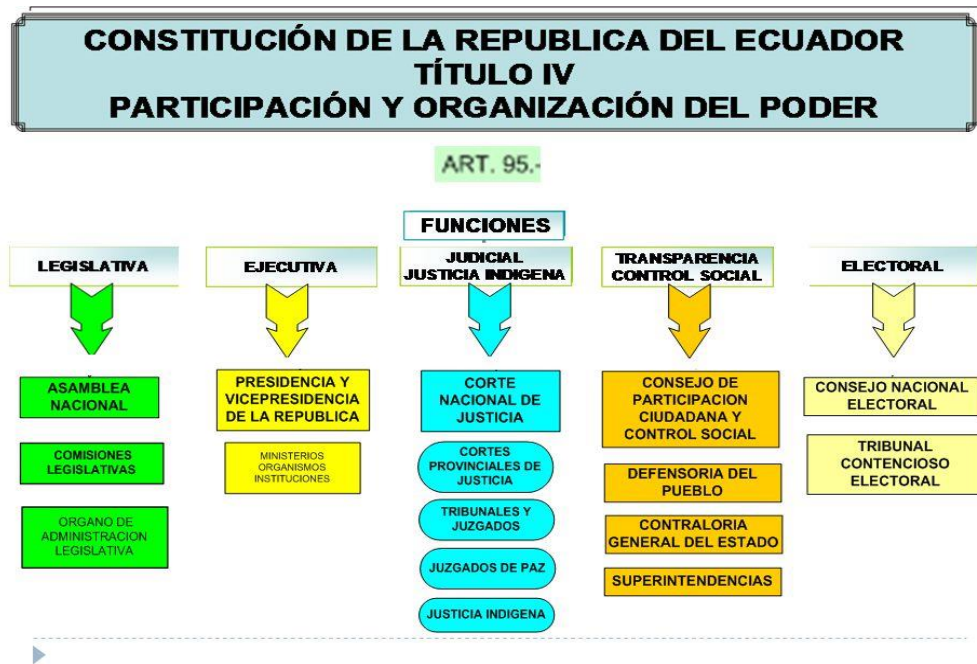 CONSTITUCIÓN DE LA REPUBLICA DEL ECUADOR
TÍTULO IV
PARTICIPACIÓN Y ORGANIZACIÓN DEL PODER
ART. 95.-
FUNCIONES
LEGISLATIVA
EJECUTIVA
JUDICIAL
JUSTICIA INDIGENA
TRANSPARENCIA
CONTROL SOCIAL
ELECTORAL
ASAMBLEA
NACIONAL
COMISIONES
LEGISLATIVAS
ORGANO DE
ADMINISTRACION
LEGISLATIVA
PRESIDENCIA Y
VICEPRESIDENCIA
DE LA REPUBLICA
MINISTERIOS
ORGANISMOS
INSTITUCIONES
CORTE
NACIONAL DE
JUSTICIA
CORTES
PROVINCIALES DE
JUSTICIA
TRIBUNALES Y
JUZGADOS
JUZGADOS DE PAZ
JUSTICIA INDIGENA
CONSEJO DE
PARTICIPACION
CIUDADANA Y
CONTROL SOCIAL
DEFENSORIA DEL
PUEBLO
CONTRALORIA
GENERAL DEL ESTADO
SUPERINTENDENCIAS
CONSEJO NACIONAL
ELECTORAL
TRIBUNAL
CONTENCIOSO
ELECTORAL